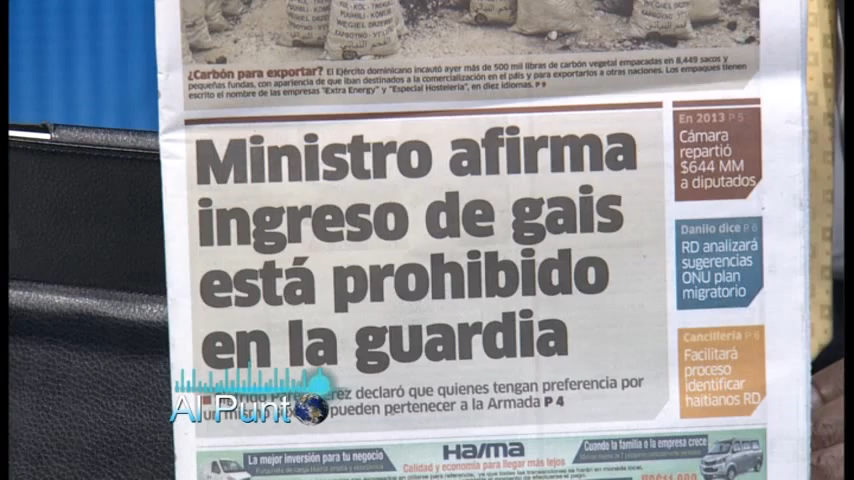 ¿Carbón para exportar? El Ejército dominicano incautó ayer más de 500 mil libras de carbón vegetal empacadas en 8,449 sacos y
pequeñas fundas, con apariencia de que iban destinados a la comercialización en el país y para exportarlos a otras naciones. Los empaques tienen
escrito el nombre de las empresas "Extra Energy" y "Especial Hostelería", en diez idiomas. P 9
Ministro afirma
ingreso de gais
está prohibido
en la guardia
declaró que quienes tengan preferencia por
un mismo pueden pertenecer a la Armada P 4
En 2013 P 5
Cámara
repartió
$644 MM
a diputados
Danilo dice P 6
RD analizará
sugerencias
ONU plan
migratorio
Cancillería P 6
Facilitará
proceso
identificar
haitianos RD
Al Punto
La mejor inversión para tu negocio
Haima
Calidad y economía para llegar más lejos
Cuando la familia o la empresa crece